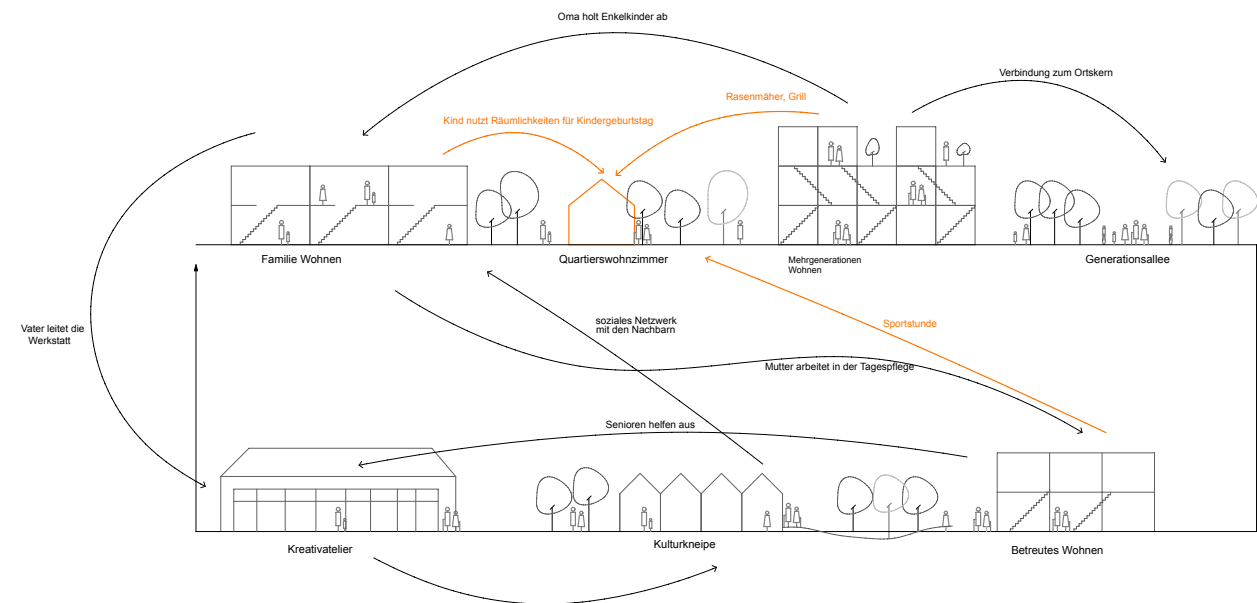 Oma holt Enkelkinder ab
Verbindung zum Ortskern
Rasenmäher, Grill
Kind nutzt Räumlichkeiten für Kindergeburtstag
Familie Wohnen
Quartierswohnzimmer
Mehrgenerationen
Wohnen
Generationsallee
Vater leitet die
Werkstatt
soziales Netzwerk
mit den Nachbarn
Sportstunde
Mutter arbeitet in der Tagespflege
Senioren helfen aus
Kreativatelier
Kulturkneipe
Betreutes Wohnen